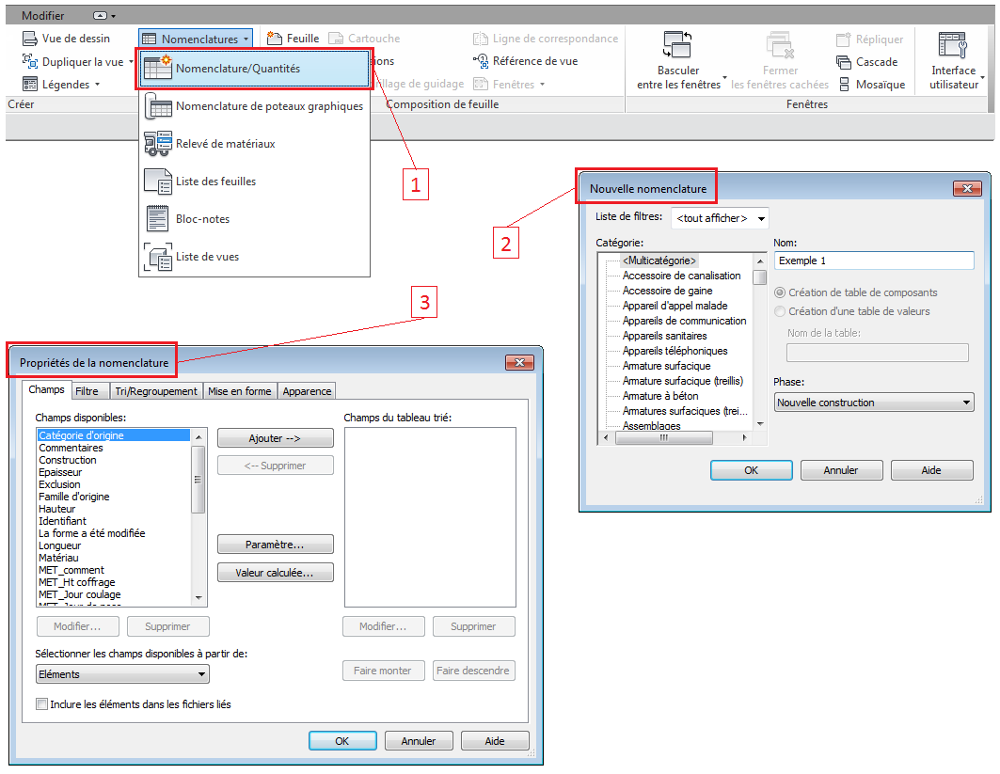 Modifier
Vue de dessin
Nomenclatures
Feuille
Cartouche
Ligne de correspondance
Répliquer
Dupliquer la vue
Nomenclature/Quantités
Référence de vue
Basculer
entre les fenêtres
Fermer
les fenêtres cachées
Cascade
Interface
utilisateur
Légendes
Fenêtres
Mosaïque
Créer
Nomenclature de poteaux graphiques
Composition de feuille
Fenêtres
Relevé de matériaux
Liste des feuilles
Bloc-notes
Liste de vues
1
2
3
Nouvelle nomenclature
Liste de filtres:
<tout afficher>
Catégorie:
<Multicatégorie>
Accessoire de canalisation
Accessoire de gaine
Appareil d'appel malade
Appareils de communication
Appareils sanitaires
Appareils téléphoniques
Armature surfacique
Armature surfacique (treillis)
Armature à béton
Armatures surfaciques (trei...
Assemblages
Nom:
Exemple 1
Création de table de composants
Création d'une table de valeurs
Nom de la table:
Phase:
Nouvelle construction
OK
Annuler
Aide
Propriétés de la nomenclature
Champs
Filtre
Tri/Regroupement
Mise en forme
Apparence
Champs disponibles:
Catégorie d'origine
Commentaires
Construction
Epaisseur
Exclusion
Famille d'origine
Hauteur
Identifiant
La forme a été modifiée
Longueur
Matériau
MET_comment
MET_Ht coffrage
MET_Jour coulage
Ajouter -->
<-- Supprimer
Paramètre...
Valeur calculée...
Champs du tableau trié:
Modifier...
Supprimer
Modifier...
Supprimer
Sélectionner les champs disponibles à partir de:
Eléments
Faire monter
Faire descendre
Inclure les éléments dans les fichiers liés
OK
Annuler
Aide